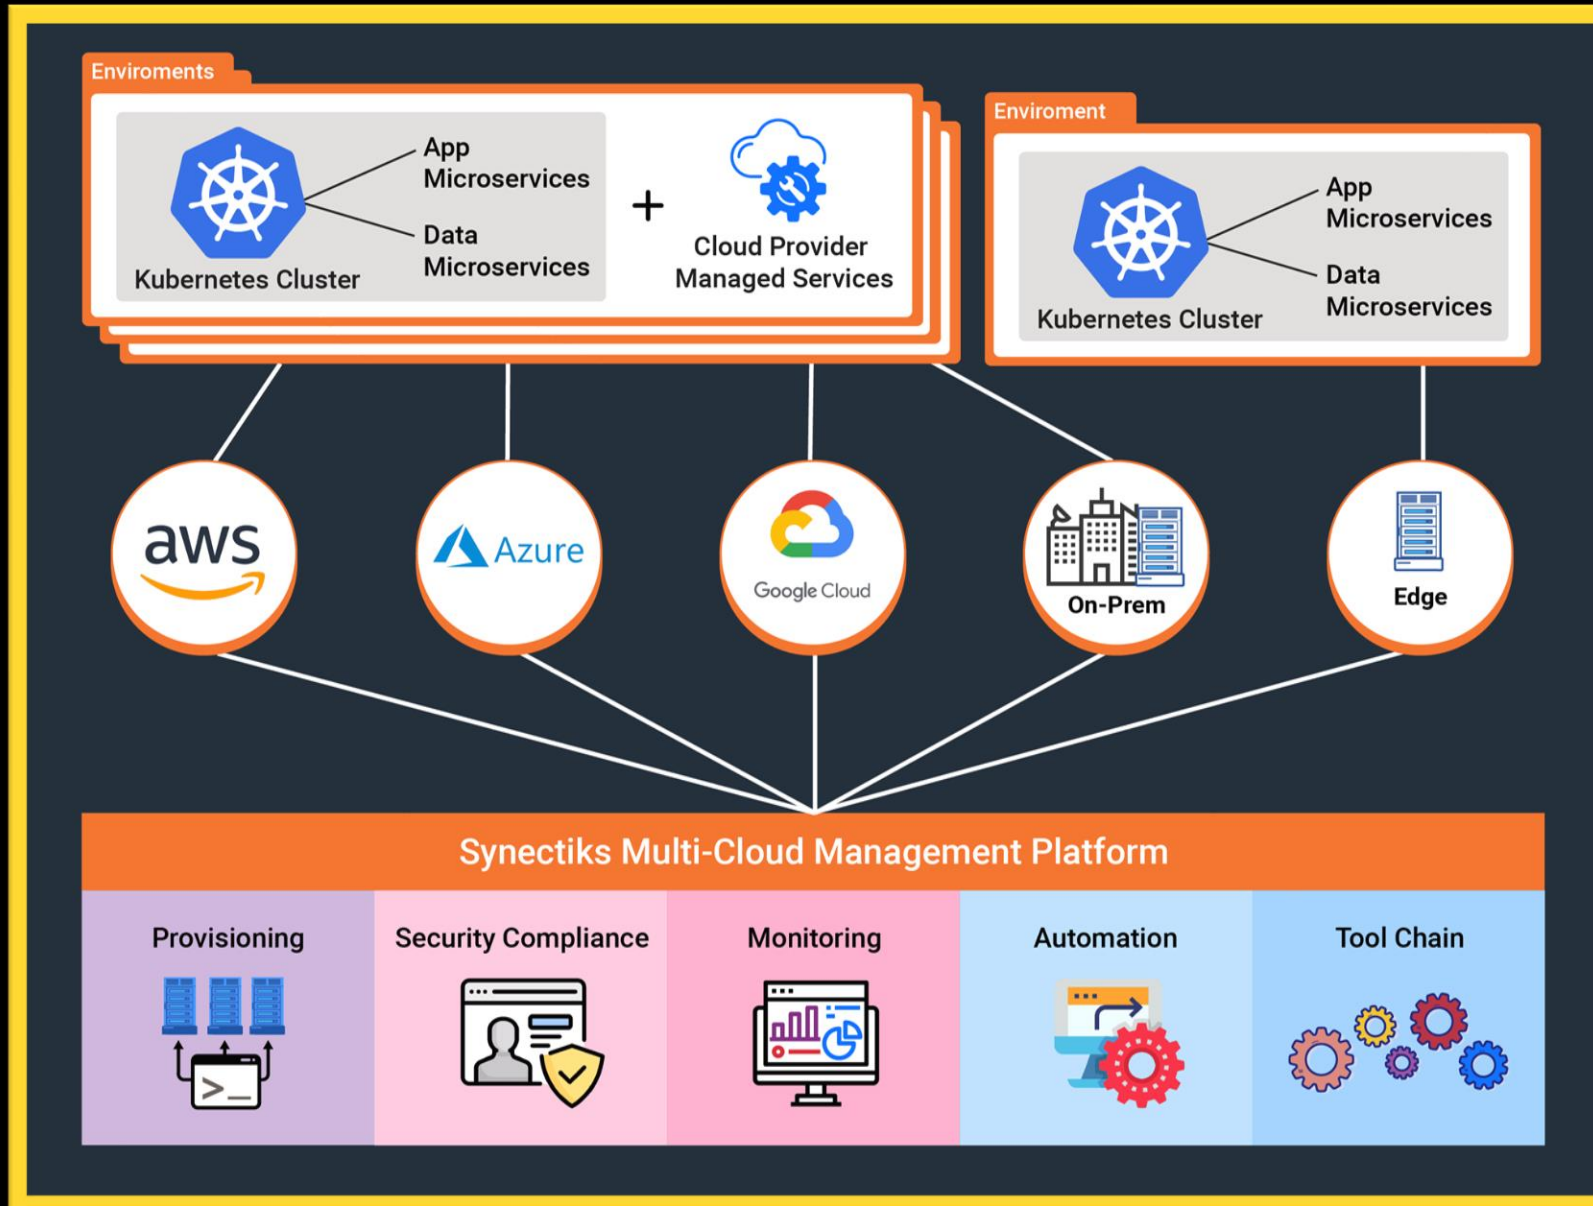 Enviroments
App
Microservices
Data
Microservices
Kubernetes Cluster
+
Cloud Provider
Managed Services
Enviroment
App
Microservices
Data
Microservices
Kubernetes Cluster
aws
Azure
Google Cloud
On-Prem
Edge
Synectiks Multi-Cloud Management Platform
Provisioning
Security Compliance
Monitoring
Automation
Tool Chain
>_